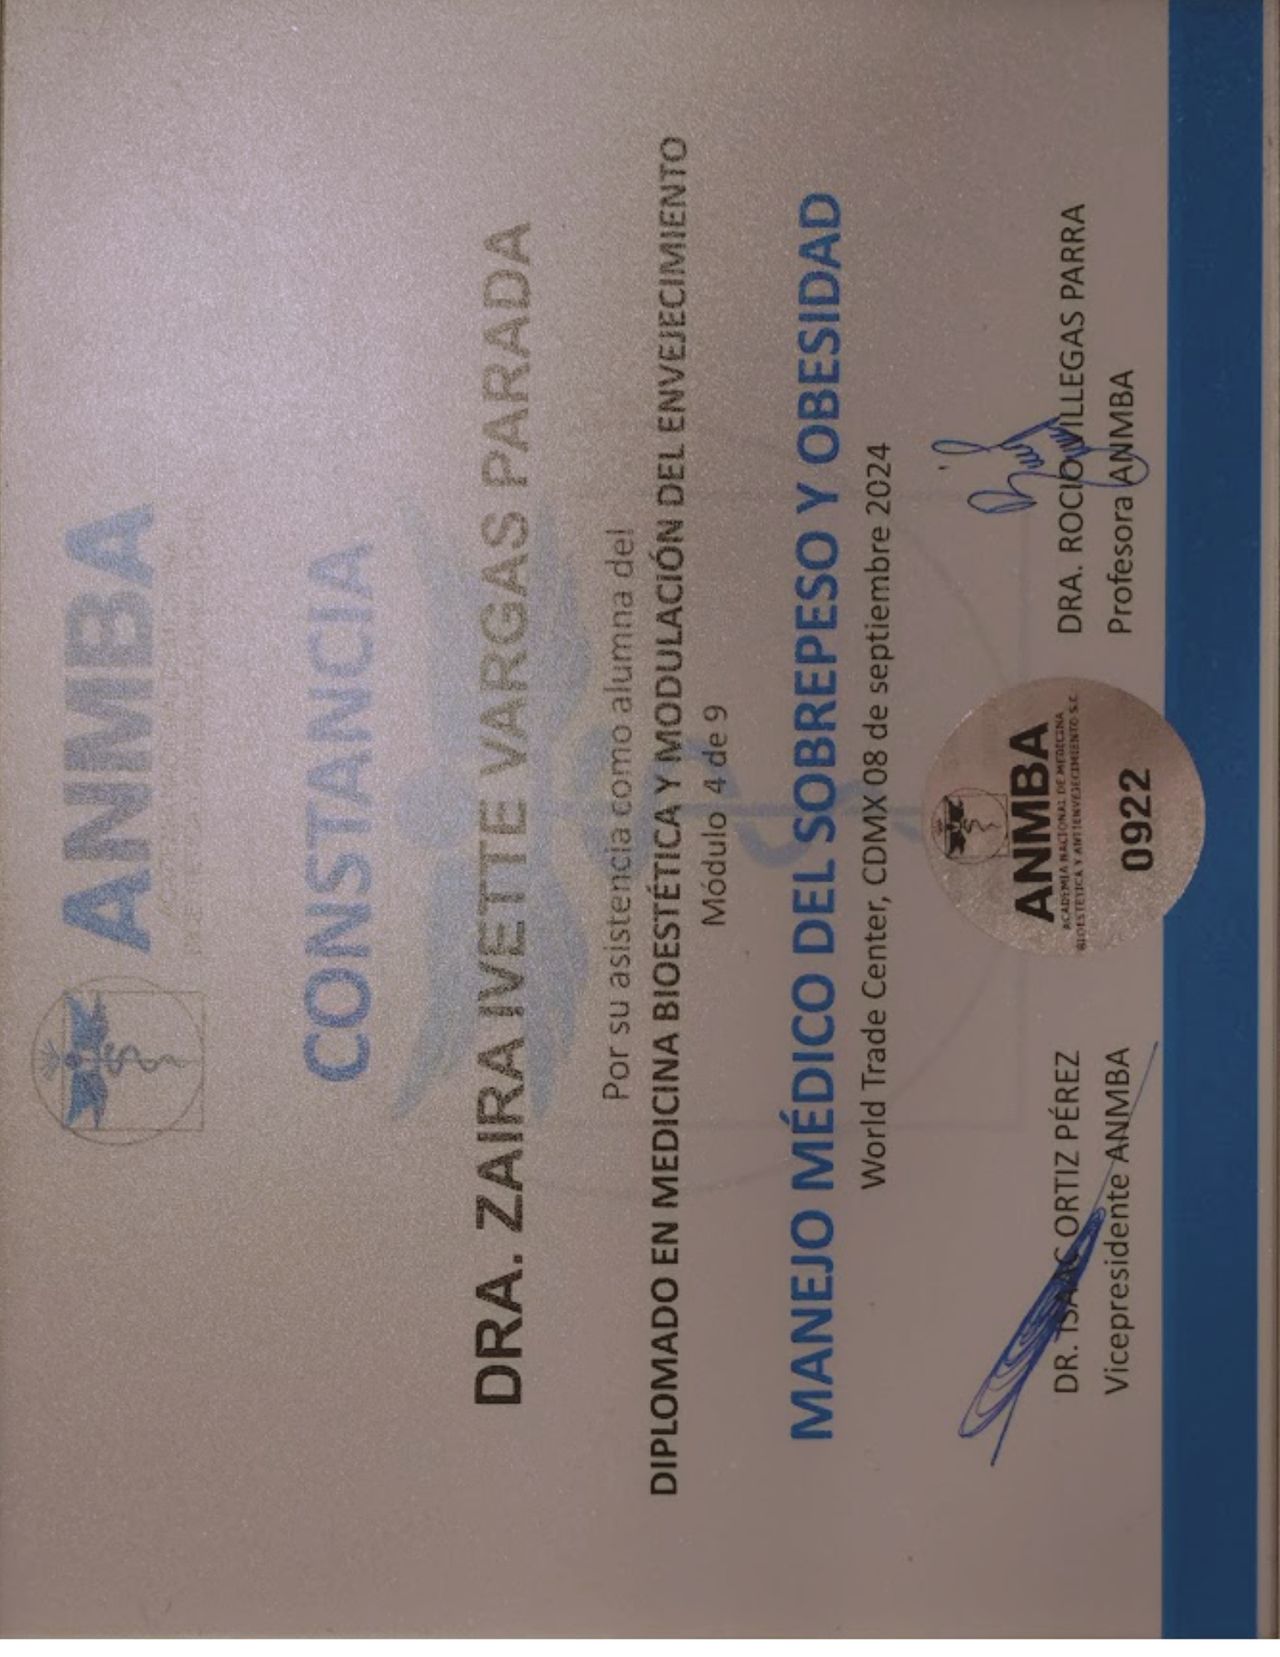 ANMBA
CONSTANCIA
DRA. ZAIRA IVETTE VARGAS PARADA
Por su asistencia como alumna del
DIPLOMADO EN MEDICINA BIOESTÉTICA Y MODULACIÓN DEL ENVEJECIMIENTO
Módulo 4 de 9
MANEJO MÉDICO DEL SOBREPESO Y OBESIDAD
World Trade Center, CDMX 08 de septiembre 2024
DR. ISAAC ORTIZ PÉREZ
Vicepresidente ANMBA
ANMBA
ACADEMIA NACIONAL DE MEDICINA
BIOESTETICA Y ANTIENVEJECIMIENTO S.C.
0922
DRA. ROCIO VILLEGAS PARRA
Profesora ANMBA